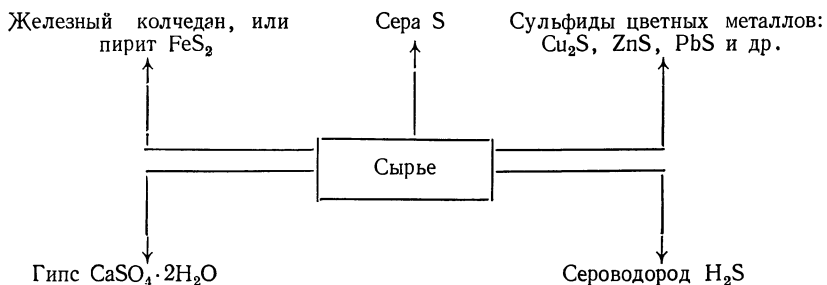 Железный колчедан, или
пирит FeS₂
Сера S
Сульфиды цветных металлов:
Cu₂S, ZnS, PbS и др.
Сырье
Гипс CaSO₄·2H₂O
Сероводород H₂S